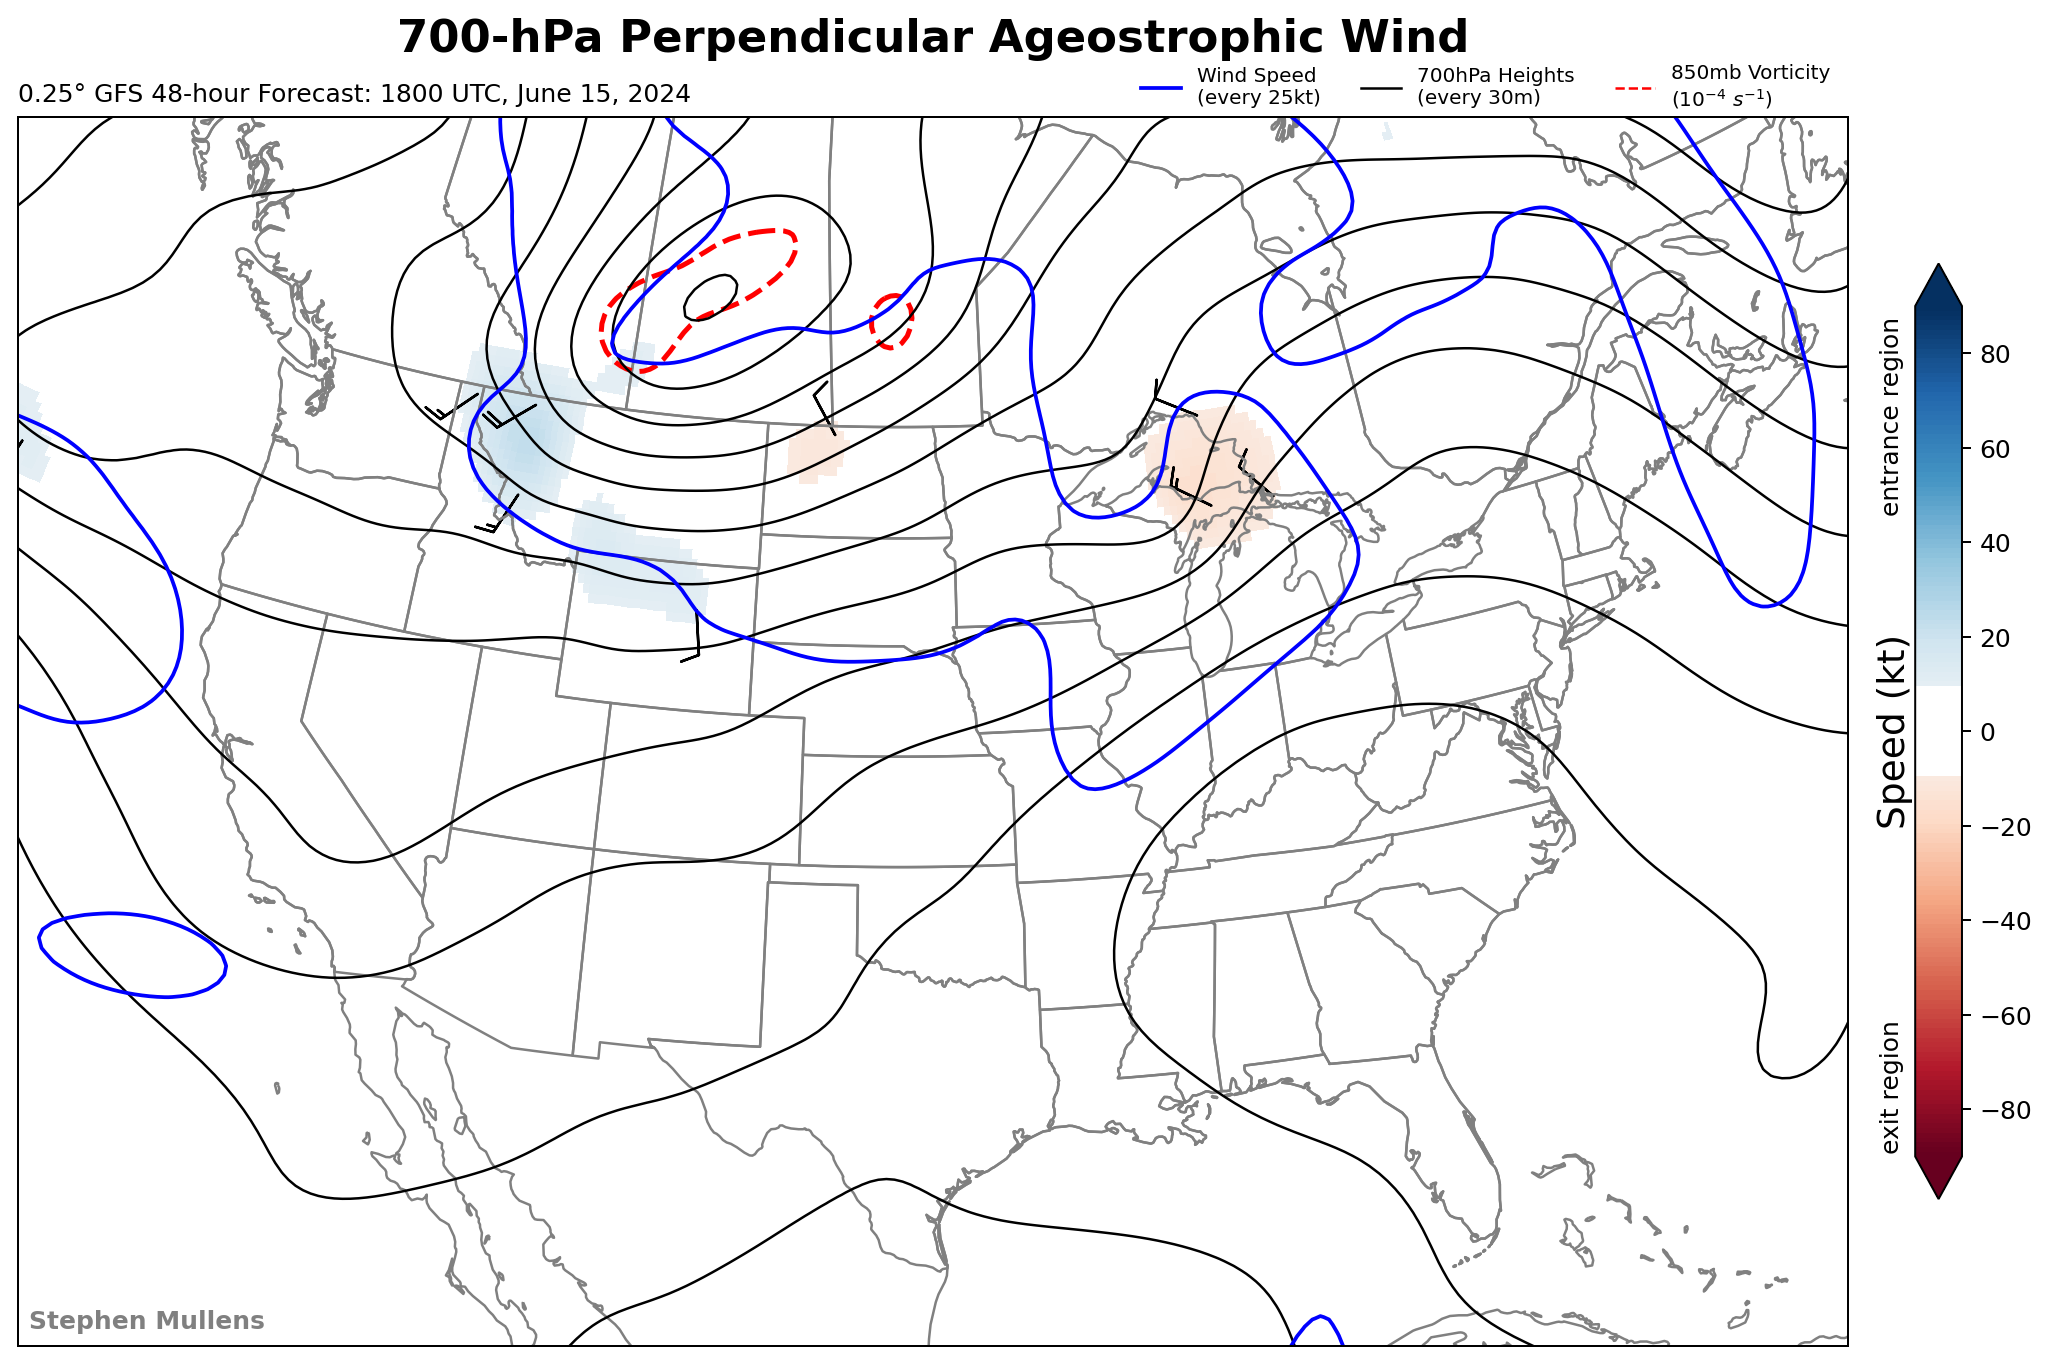 700-hPa Perpendicular Ageostrophic Wind
0.25° GFS 48-hour Forecast: 1800 UTC, June 15, 2024
Wind Speed
(every 25kt)
700hPa Heights
(every 30m)
850mb Vorticity
(10⁻⁴ s⁻¹)
entrance region
Speed (kt)
exit region
80
60
40
20
0
−20
−40
−60
−80
Stephen Mullens